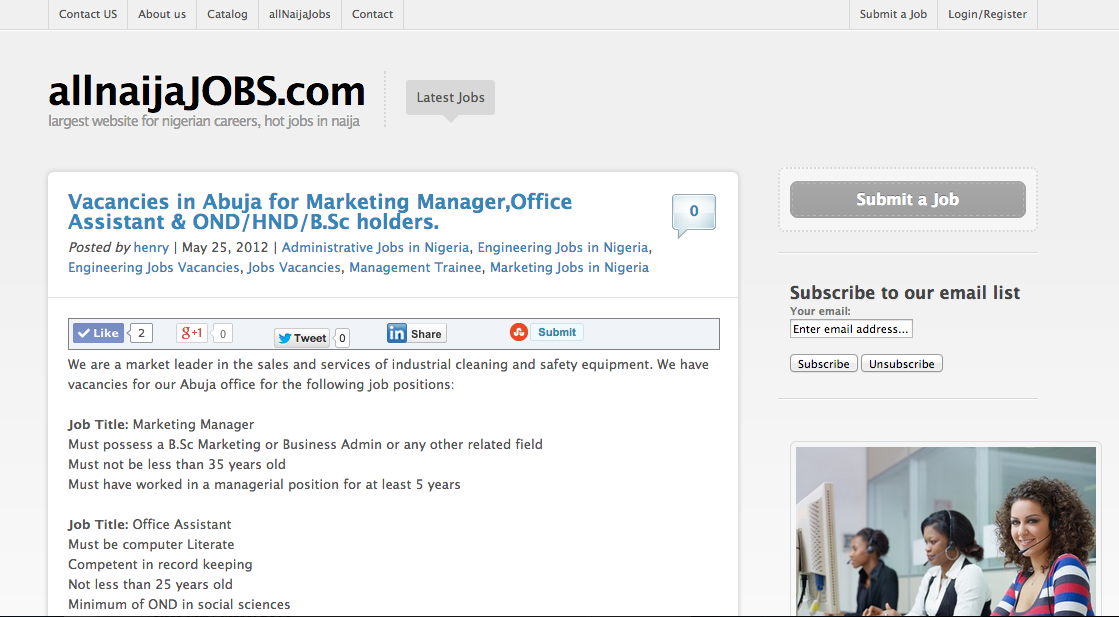 Contact US
About us
Catalog
allNaijaJobs
Contact
Submit a Job
Login/Register
allnaijaJOBS.com
largest website for nigerian careers, hot jobs in naija
Latest Jobs
Vacancies in Abuja for Marketing Manager,Office
Assistant & OND/HND/B.Sc holders.
0
Posted by henry | May 25, 2012 | Administrative Jobs in Nigeria, Engineering Jobs in Nigeria,
Engineering Jobs Vacancies, Jobs Vacancies, Management Trainee, Marketing Jobs in Nigeria
Like 2
g+1 0
Tweet 0
in Share
Submit
We are a market leader in the sales and services of industrial cleaning and safety equipment. We have
vacancies for our Abuja office for the following job positions:
Job Title: Marketing Manager
Must possess a B.Sc Marketing or Business Admin or any other related field
Must not be less than 35 years old
Must have worked in a managerial position for at least 5 years
Job Title: Office Assistant
Must be computer Literate
Competent in record keeping
Not less than 25 years old
Minimum of OND in social sciences
Submit a Job
Subscribe to our email list
Your email:
Enter email address...
Subscribe
Unsubscribe